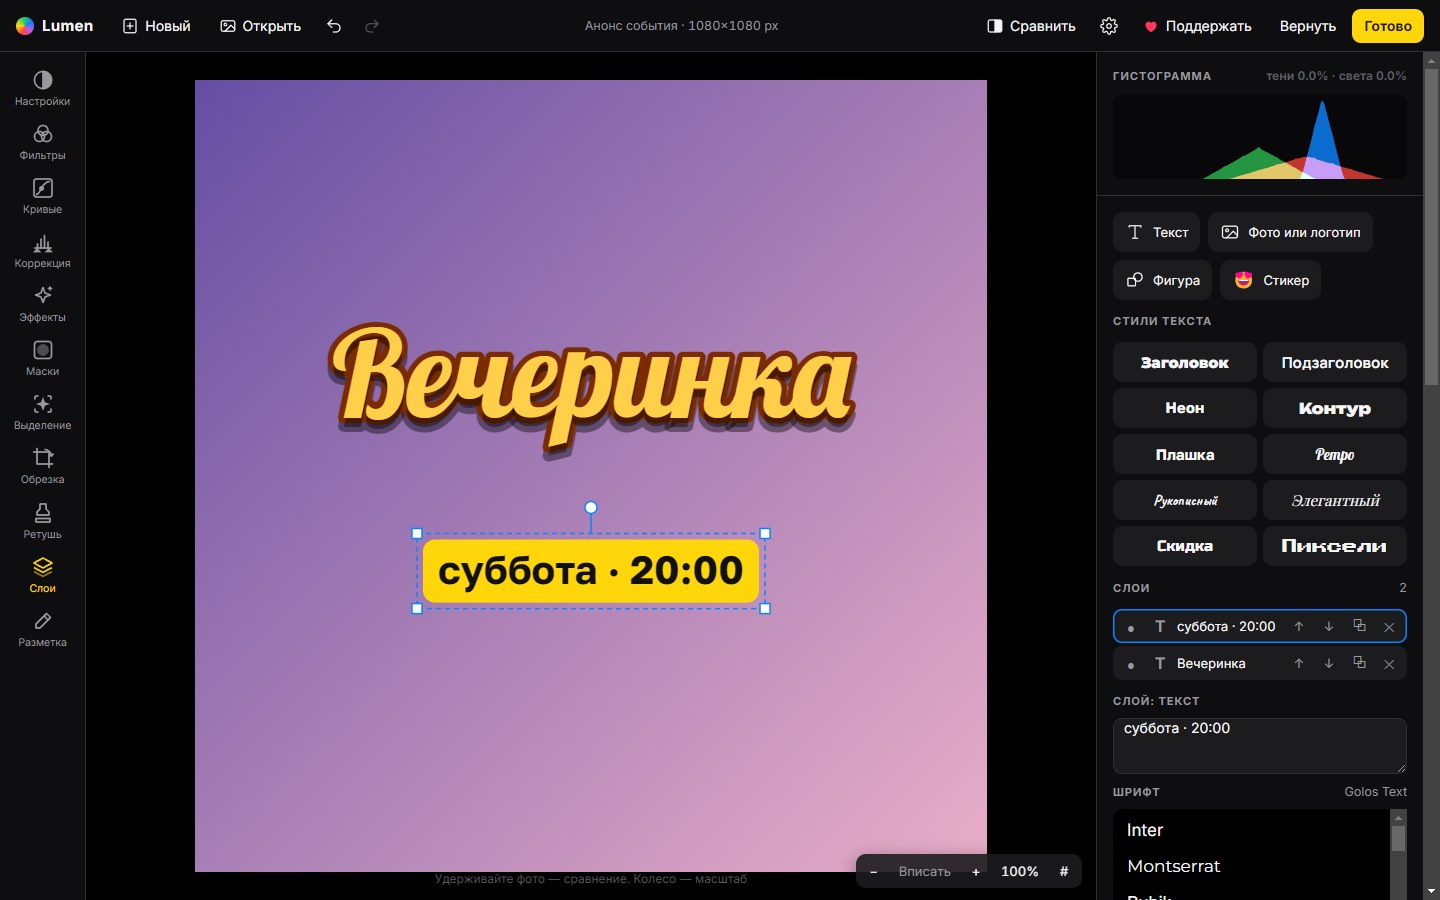 Lumen
Новый
Открыть
Анонс события · 1080×1080 px
Сравнить
Поддержать
Вернуть
Готово
Настройки
Фильтры
Кривые
Коррекция
Эффекты
Маски
Выделение
Обрезка
Ретушь
Слои
Разметка
Вечеринка
суббота · 20:00
Удерживайте фото — сравнение. Колесо — масштаб
− Вписать + 100% #
ГИСТОГРАММА тени 0.0% · света 0.0%
Текст Фото или логотип
Фигура Стикер
СТИЛИ ТЕКСТА
Заголовок Подзаголовок
Неон Контур
Плашка Ретро
Рукописный Элегантный
Скидка Пиксели
СЛОИ 2
T суббота · 20:00
T Вечеринка
СЛОЙ: ТЕКСТ
суббота · 20:00
ШРИФТ Golos Text
Inter
Montserrat